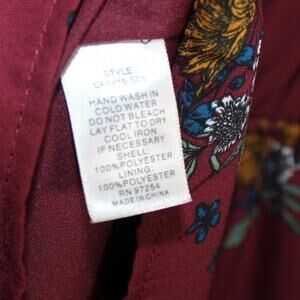 STYLE
HAND WASH IN
COLD WATER
DO NOT BLEACH
LAY FLAT TO DRY
COOL IRON
IF NECESSARY
SHELL:
100%POLYESTER
LINING:
100%POLYESTER
RN 97254
MADE IN CHINA